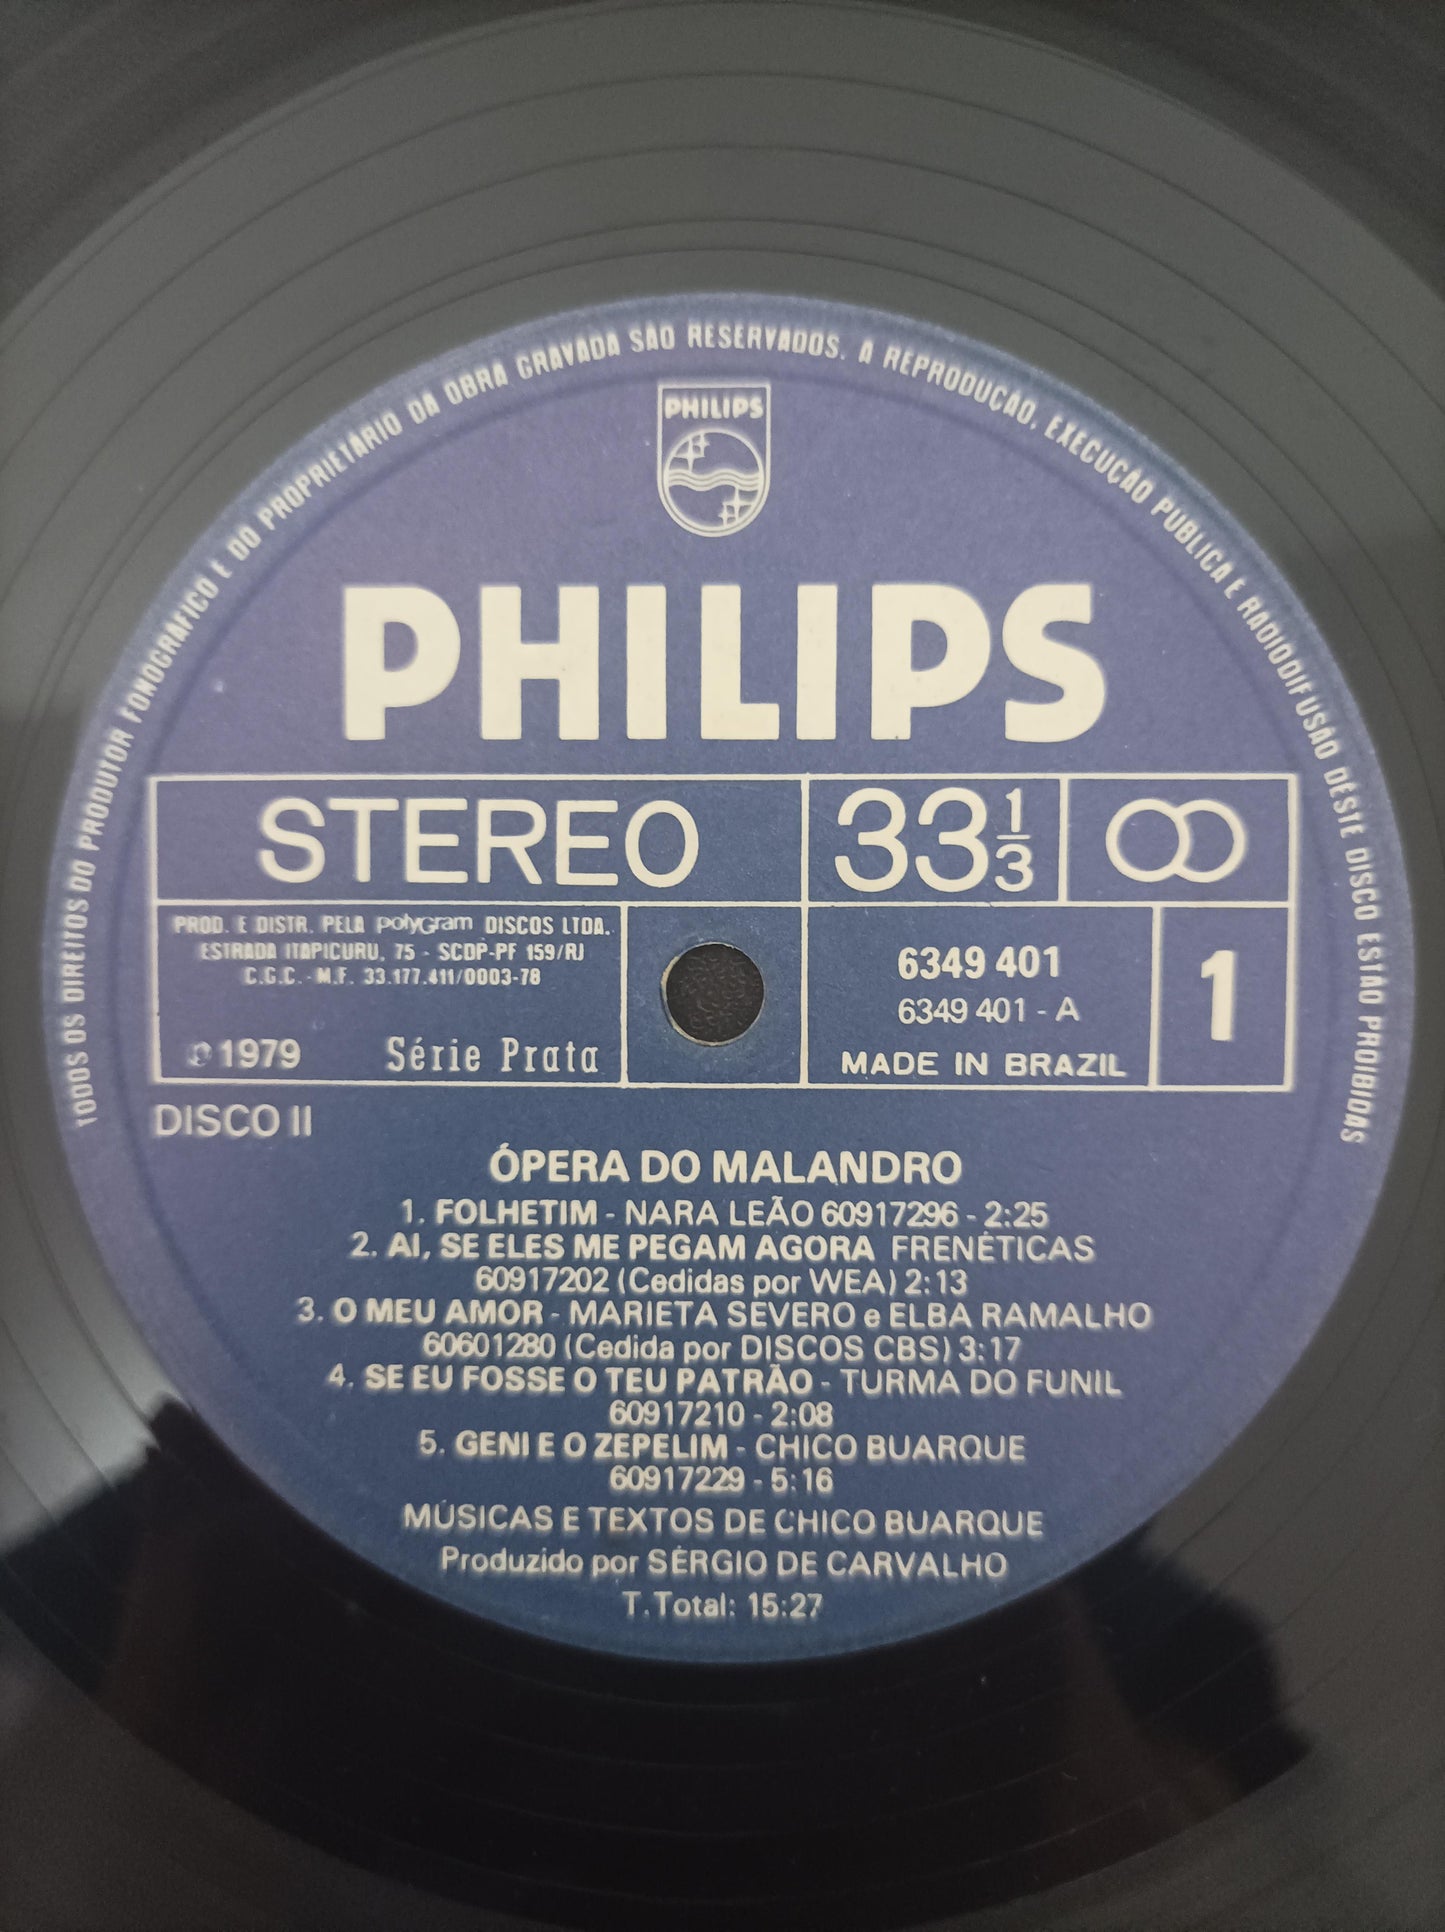 TODOS OS DIREITOS DO PRODUTOR FONOGRÁFICO E DO PROPRIETÁRIO DA OBRA GRAVADA SÃO RESERVADOS. A REPRODUÇÃO, EXECUÇÃO PÚBLICA E RADIODIFUSÃO DESTE DISCO ESTÃO PROIBIDAS
PHILIPS
PHILIPS
STEREO
33 1/3
PROD. E DISTR. PELA polyGram DISCOS LTDA.
ESTRADA ITAPICURU, 75 - SCDP-PF 159/RJ
C.G.C. - M.F. 33.177.411/0003-78
℗ 1979 Série Prata
6349 401
6349 401 - A
MADE IN BRAZIL
1
DISCO II
ÓPERA DO MALANDRO
1. FOLHETIM - NARA LEÃO 60917296 - 2:25
2. AI, SE ELES ME PEGAM AGORA FRENÉTICAS
60917202 (Cedidas por WEA) 2:13
3. O MEU AMOR - MARIETA SEVERO e ELBA RAMALHO
60601280 (Cedida por DISCOS CBS) 3:17
4. SE EU FOSSE O TEU PATRÃO - TURMA DO FUNIL
60917210 - 2:08
5. GENI E O ZEPELIM - CHICO BUARQUE
60917229 - 5:16
MÚSICAS E TEXTOS DE CHICO BUARQUE
Produzido por SÉRGIO DE CARVALHO
T. Total: 15:27